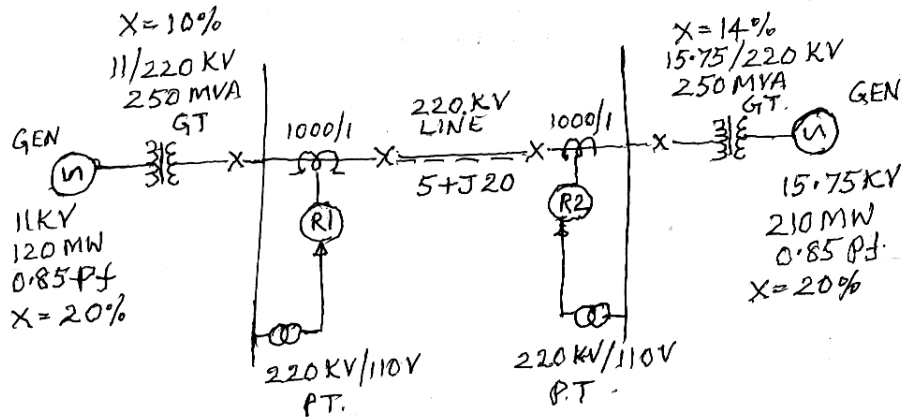 X=10%
11/220 KV
250 MVA
GT
GEN
11KV
120 MW
0.85 Pf
X=20%
1000/1
R1
220 KV/110V
PT.
220 KV
LINE
5+J20
1000/1
R2
220 KV/110V
P.T.
X=14%
15.75/220 KV
250 MVA
GT.
GEN
15.75KV
210 MW
0.85 Pf.
X=20%